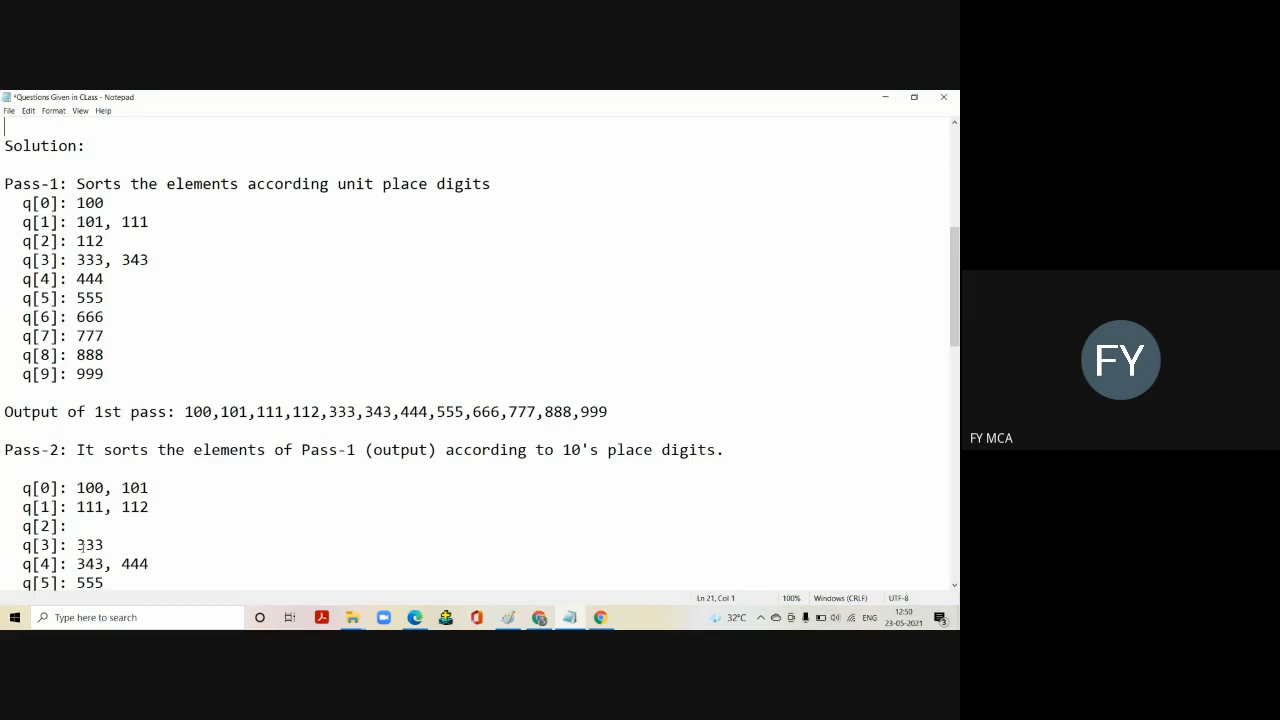 *Questions Given in CLass - Notepad
File Edit Format View Help
Solution:
Pass-1: Sorts the elements according unit place digits
q[0]: 100
q[1]: 101, 111
q[2]: 112
q[3]: 333, 343
q[4]: 444
q[5]: 555
q[6]: 666
q[7]: 777
q[8]: 888
q[9]: 999
Output of 1st pass: 100,101,111,112,333,343,444,555,666,777,888,999
Pass-2: It sorts the elements of Pass-1 (output) according to 10's place digits.
q[0]: 100, 101
q[1]: 111, 112
q[2]:
q[3]: 333
q[4]: 343, 444
q[5]: 555
Ln 21, Col 1 100% Windows (CRLF) UTF-8
Type here to search
32°C ENG 12:50
23-05-2021
3
FY
FY MCA